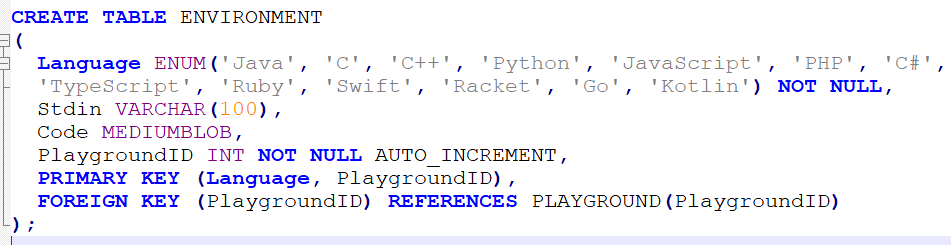 CREATE TABLE ENVIRONMENT
(
Language ENUM('Java', 'C', 'C++', 'Python', 'JavaScript', 'PHP', 'C#',
'TypeScript', 'Ruby', 'Swift', 'Racket', 'Go', 'Kotlin') NOT NULL,
Stdin VARCHAR(100),
Code MEDIUMBLOB,
PlaygroundID INT NOT NULL AUTO_INCREMENT,
PRIMARY KEY (Language, PlaygroundID),
FOREIGN KEY (PlaygroundID) REFERENCES PLAYGROUND(PlaygroundID)
);